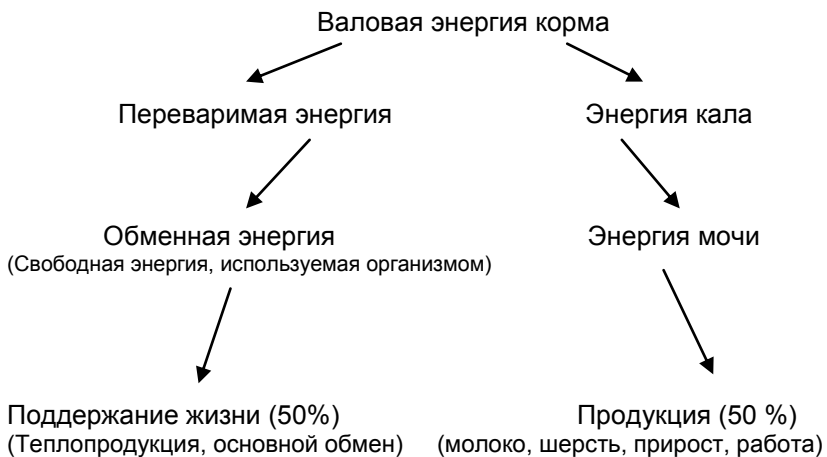 Валовая энергия корма
Переваримая энергия Энергия кала
Обменная энергия Энергия мочи
(Свободная энергия, используемая организмом)
Поддержание жизни (50%) Продукция (50 %)
(Теплопродукция, основной обмен) (молоко, шерсть, прирост, работа)